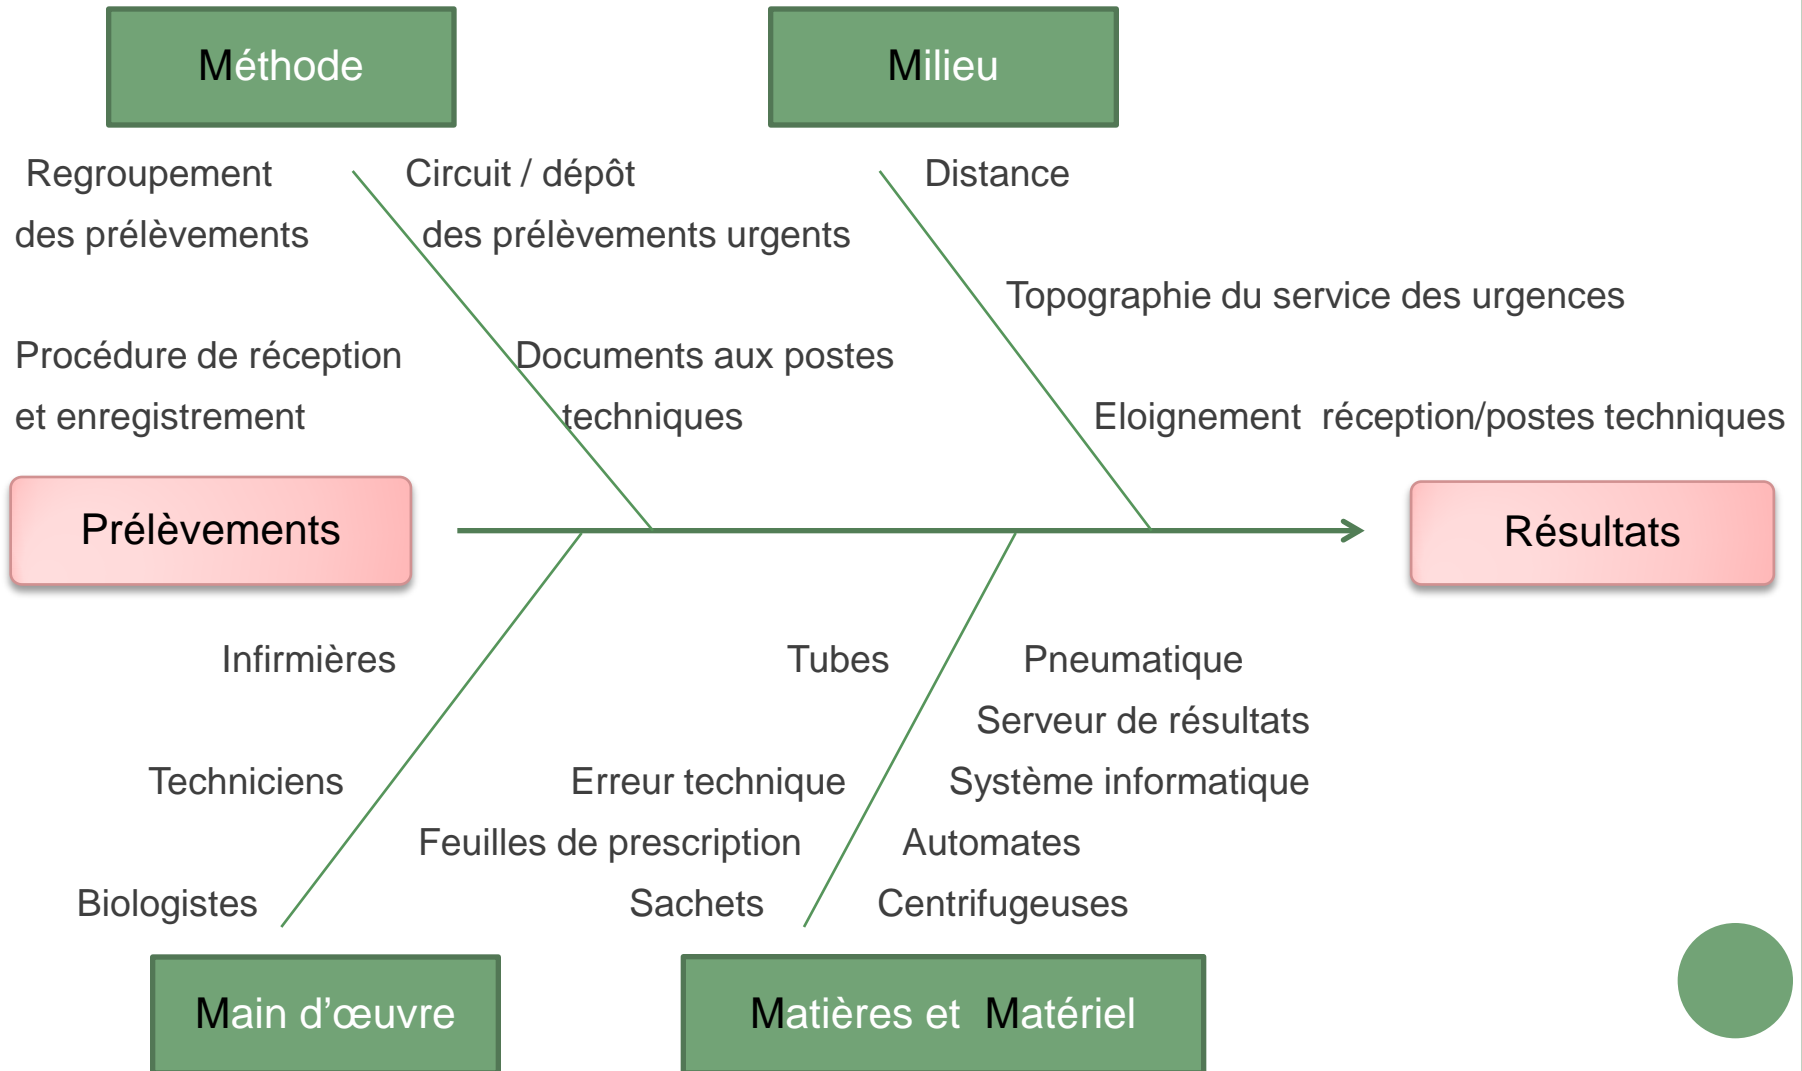 Méthode
Milieu
Regroupement
des prélèvements
Circuit / dépôt
des prélèvements urgents
Distance
Topographie du service des urgences
Procédure de réception
et enregistrement
Documents aux postes
techniques
Eloignement réception/postes techniques
Prélèvements
Résultats
Infirmières
Techniciens
Biologistes
Tubes
Erreur technique
Feuilles de prescription
Sachets
Pneumatique
Serveur de résultats
Système informatique
Automates
Centrifugeuses
Main d’œuvre
Matières et Matériel